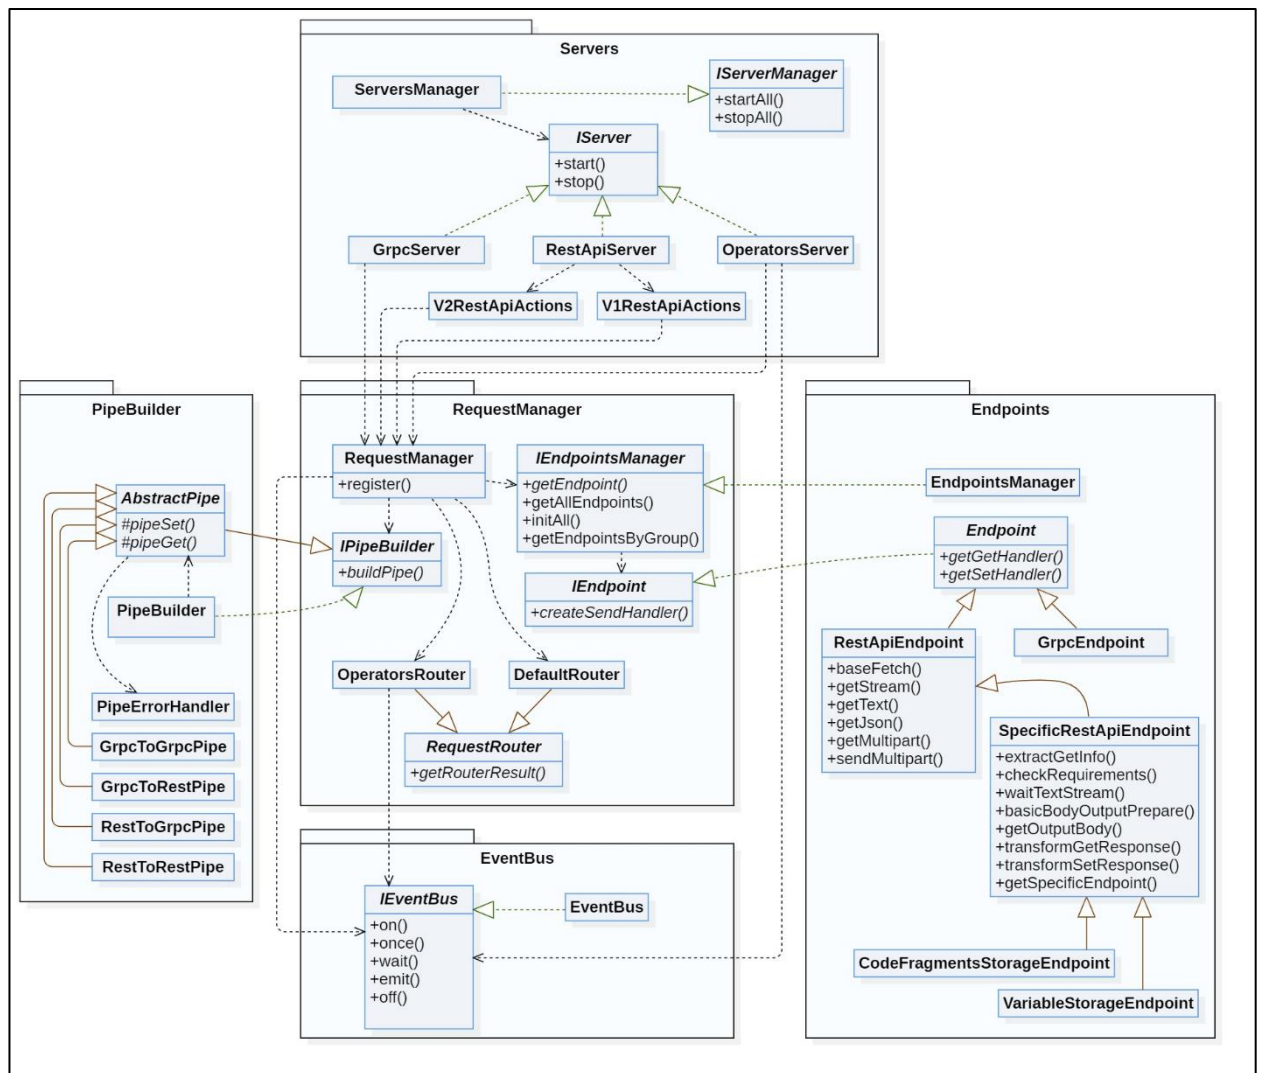 Servers
ServersManager
IServerManager
+startAll()
+stopAll()
IServer
+start()
+stop()
GrpcServer
RestApiServer
OperatorsServer
V2RestApiActions
V1RestApiActions
PipeBuilder
AbstractPipe
#pipeSet()
#pipeGet()
PipeBuilder
PipeErrorHandler
GrpcToGrpcPipe
GrpcToRestPipe
RestToGrpcPipe
RestToRestPipe
RequestManager
RequestManager
+register()
IEndpointsManager
+getEndpoint()
+getAllEndpoints()
+initAll()
+getEndpointsByGroup()
IPipeBuilder
+buildPipe()
IEndpoint
+createSendHandler()
OperatorsRouter
DefaultRouter
RequestRouter
+getRouterResult()
EventBus
IEventBus
+on()
+once()
+wait()
+emit()
+off()
EventBus
Endpoints
EndpointsManager
Endpoint
+getGetHandler()
+getSetHandler()
RestApiEndpoint
+baseFetch()
+getStream()
+getText()
+getJson()
+getMultipart()
+sendMultipart()
GrpcEndpoint
SpecificRestApiEndpoint
+extractGetInfo()
+checkRequirements()
+waitTextStream()
+basicBodyOutputPrepare()
+getOutputBody()
+transformGetResponse()
+transformSetResponse()
+getSpecificEndpoint()
CodeFragmentsStorageEndpoint
VariableStorageEndpoint